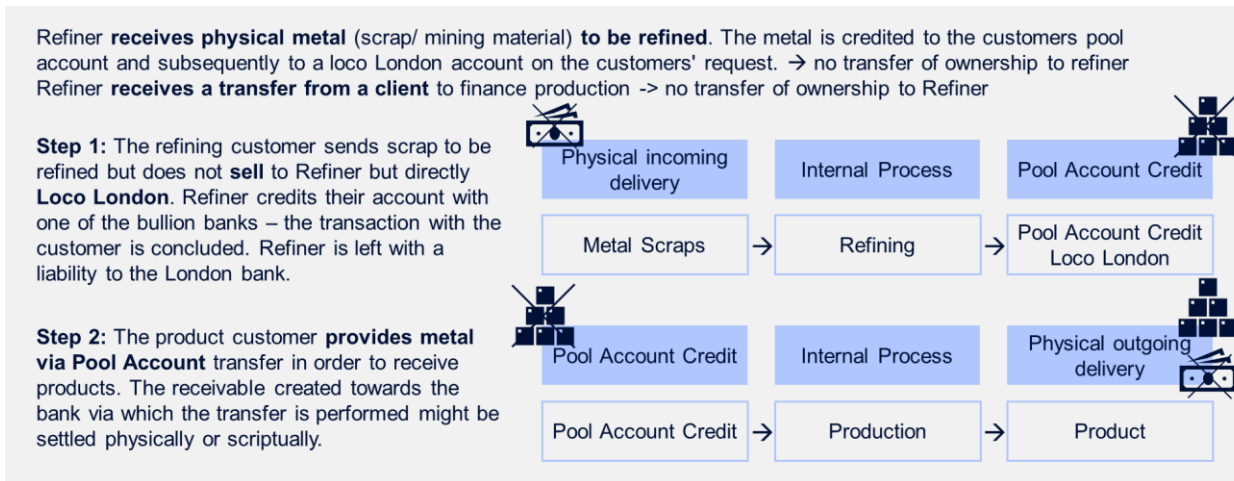 Refiner receives physical metal (scrap/ mining material) to be refined. The metal is credited to the customers pool
account and subsequently to a loco London account on the customers' request. → no transfer of ownership to refiner
Refiner receives a transfer from a client to finance production -> no transfer of ownership to Refiner
Step 1: The refining customer sends scrap to be
refined but does not sell to Refiner but directly
Loco London. Refiner credits their account with
one of the bullion banks – the transaction with the
customer is concluded. Refiner is left with a
liability to the London bank.
Physical incoming
delivery
Internal Process
Pool Account Credit
Metal Scraps
→
Refining
→
Pool Account Credit
Loco London
Step 2: The product customer provides metal
via Pool Account transfer in order to receive
products. The receivable created towards the
bank via which the transfer is performed might be
settled physically or scriptually.
Pool Account Credit
Internal Process
Physical outgoing
delivery
Pool Account Credit
→
Production
→
Product